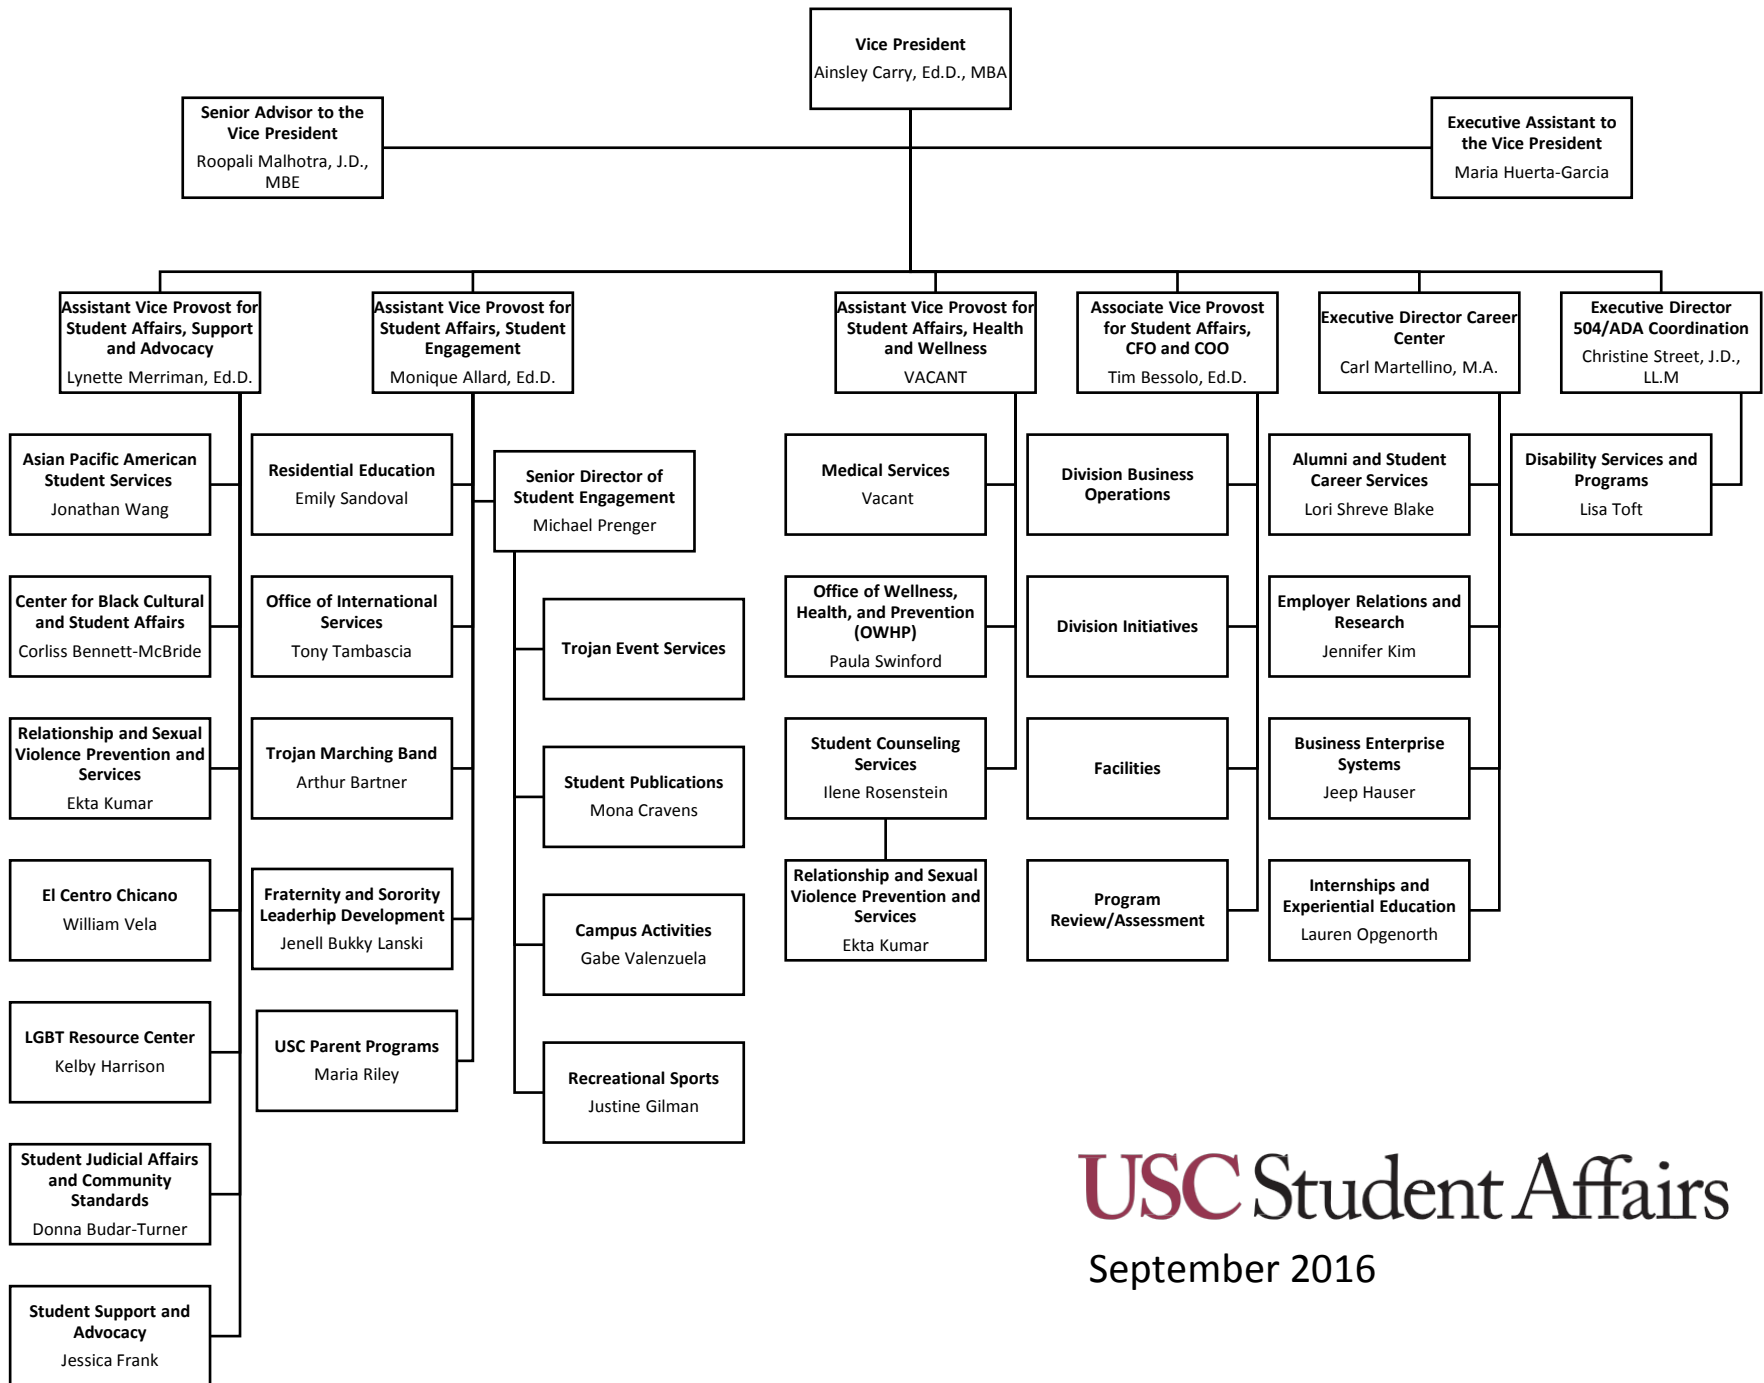 Vice President
Ainsley Carry, Ed.D., MBA
Senior Advisor to the
Vice President
Roopali Malhotra, J.D.,
MBE
Executive Assistant to
the Vice President
Maria Huerta-Garcia
Assistant Vice Provost for
Student Affairs, Support
and Advocacy
Lynette Merriman, Ed.D.
Assistant Vice Provost for
Student Affairs, Student
Engagement
Monique Allard, Ed.D.
Assistant Vice Provost for
Student Affairs, Health
and Wellness
VACANT
Associate Vice Provost
for Student Affairs,
CFO and COO
Tim Bessolo, Ed.D.
Executive Director Career
Center
Carl Martellino, M.A.
Executive Director
504/ADA Coordination
Christine Street, J.D.,
LL.M
Asian Pacific American
Student Services
Jonathan Wang
Center for Black Cultural
and Student Affairs
Corliss Bennett-McBride
Relationship and Sexual
Violence Prevention and
Services
Ekta Kumar
El Centro Chicano
William Vela
LGBT Resource Center
Kelby Harrison
Student Judicial Affairs
and Community
Standards
Donna Budar-Turner
Student Support and
Advocacy
Jessica Frank
Residential Education
Emily Sandoval
Office of International
Services
Tony Tambascia
Trojan Marching Band
Arthur Bartner
Fraternity and Sorority
Leaderhip Development
Jenell Bukky Lanski
USC Parent Programs
Maria Riley
Senior Director of
Student Engagement
Michael Prenger
Trojan Event Services
Student Publications
Mona Cravens
Campus Activities
Gabe Valenzuela
Recreational Sports
Justine Gilman
Medical Services
Vacant
Office of Wellness,
Health, and Prevention
(OWHP)
Paula Swinford
Student Counseling
Services
Ilene Rosenstein
Relationship and Sexual
Violence Prevention and
Services
Ekta Kumar
Division Business
Operations
Division Initiatives
Facilities
Program
Review/Assessment
Alumni and Student
Career Services
Lori Shreve Blake
Employer Relations and
Research
Jennifer Kim
Business Enterprise
Systems
Jeep Hauser
Internships and
Experiential Education
Lauren Opgenorth
Disability Services and
Programs
Lisa Toft
USC Student Affairs
September 2016